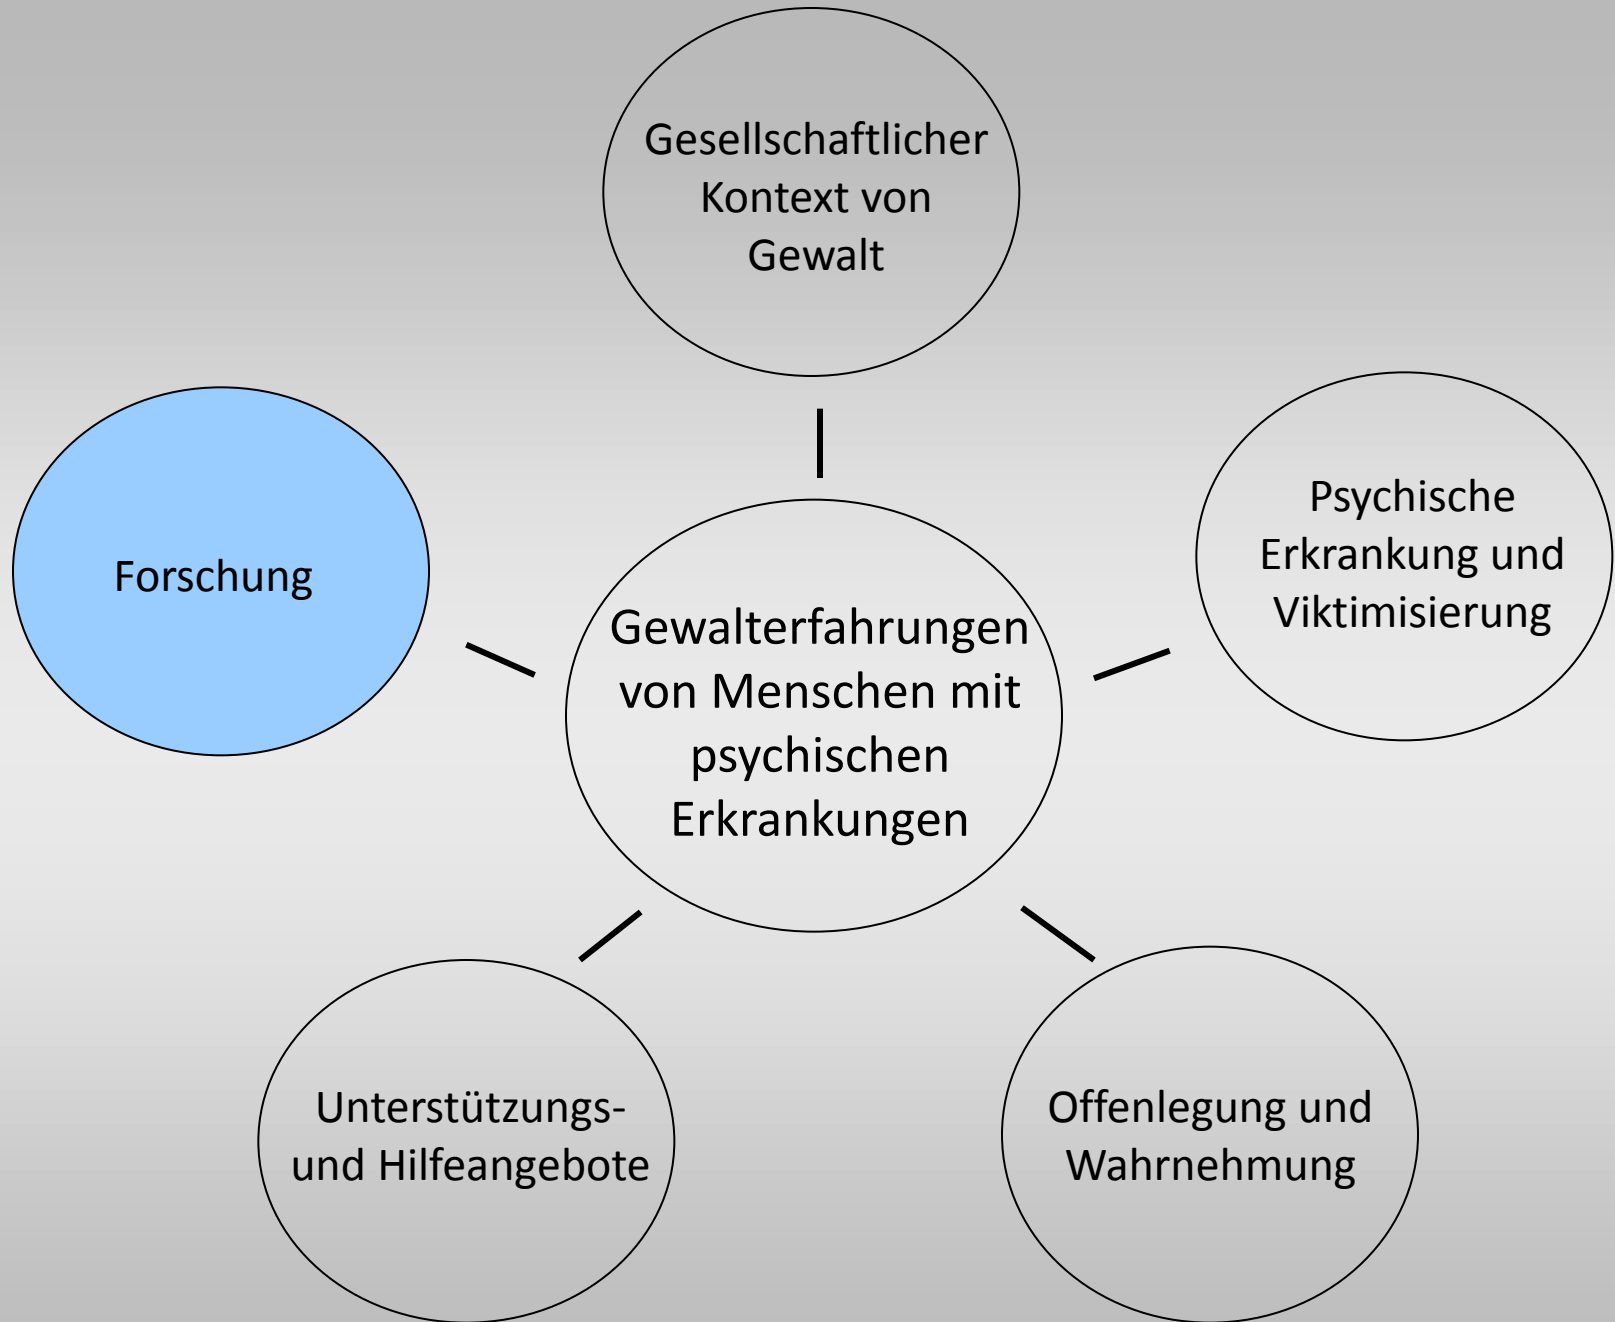 Gesellschaftlicher
Kontext von
Gewalt
Psychische
Erkrankung und
Viktimisierung
Forschung
Gewalterfahrungen
von Menschen mit
psychischen
Erkrankungen
Unterstützungs-
und Hilfeangebote
Offenlegung und
Wahrnehmung